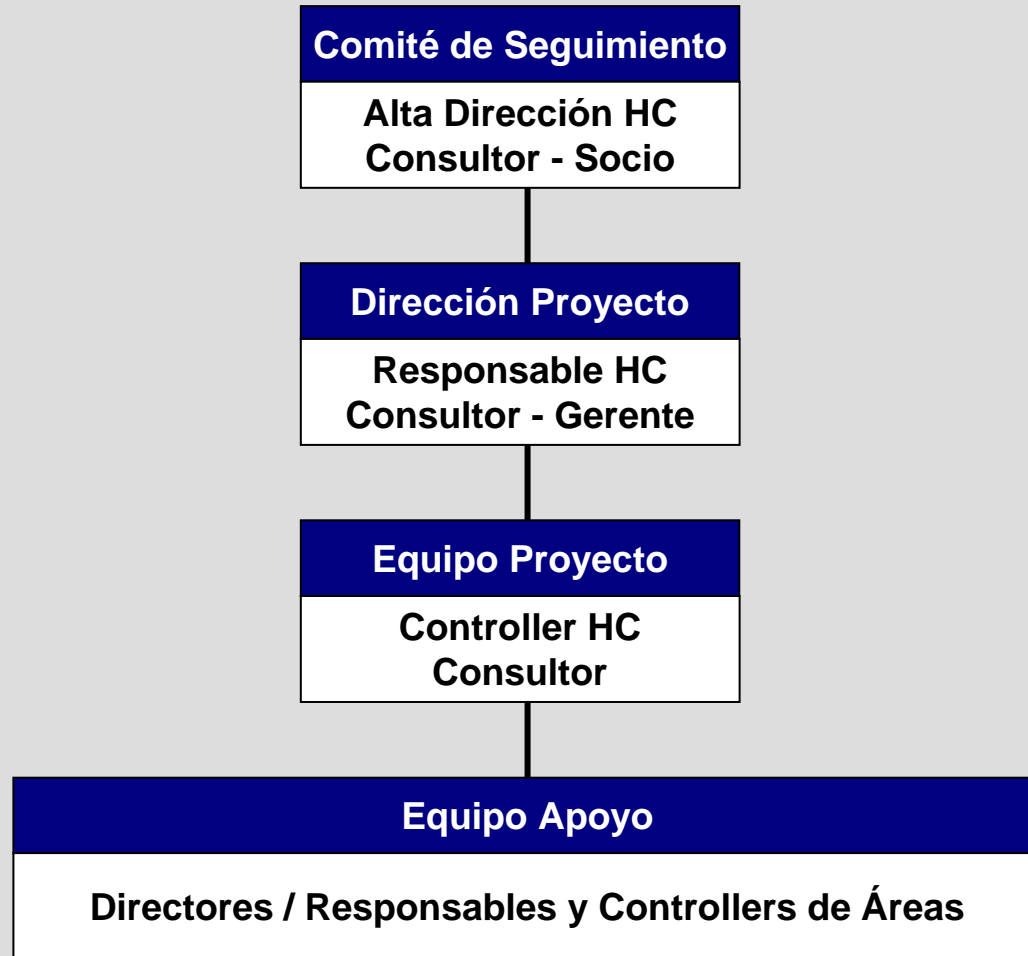 Comité de Seguimiento
Alta Dirección HC
Consultor - Socio
Dirección Proyecto
Responsable HC
Consultor - Gerente
Equipo Proyecto
Controller HC
Consultor
Equipo Apoyo
Directores / Responsables y Controllers de Áreas